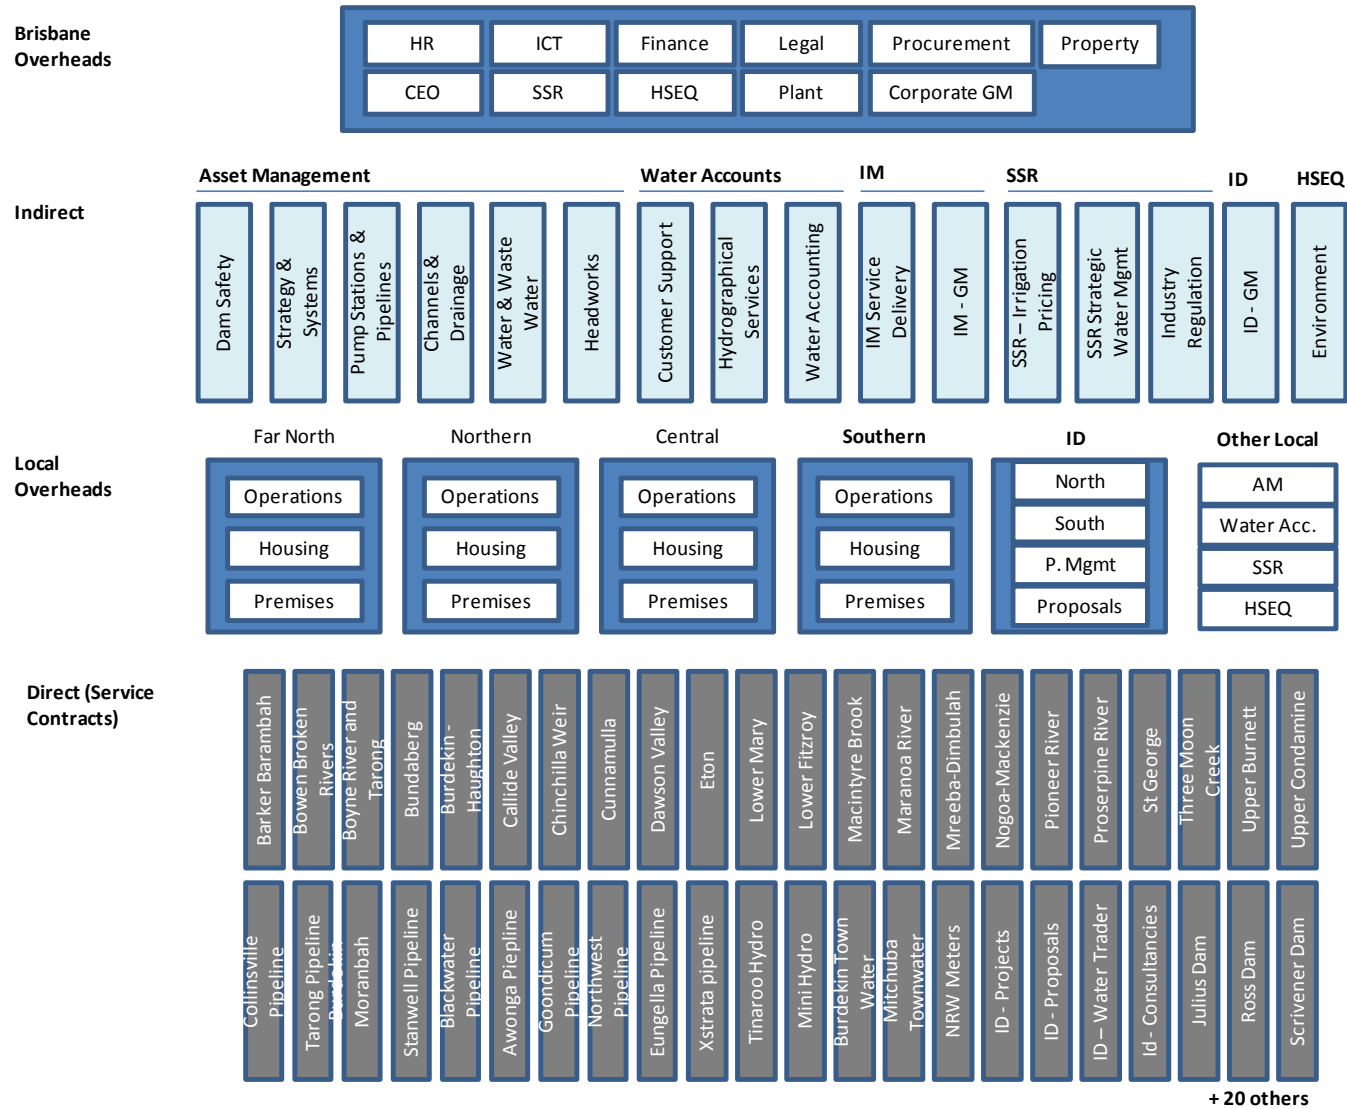 Brisbane
Overheads
HR
ICT
Finance
Legal
Procurement
Property
CEO
SSR
HSEQ
Plant
Corporate GM
Asset Management
Water Accounts
IM
SSR
ID
HSEQ
Indirect
Dam Safety
Strategy &
Systems
Pump Stations &
Pipelines
Channels &
Drainage
Water & Waste
Water
Headworks
Customer Support
Hydrographical
Services
Water Accounting
IM Service
Delivery
IM - GM
SSR – Irrigation
Pricing
SSR Strategic
Water Mgmt
Industry
Regulation
ID - GM
Environment
Far North
Northern
Central
Southern
ID
Other Local
Local
Overheads
Operations
Housing
Premises
Operations
Housing
Premises
Operations
Housing
Premises
Operations
Housing
Premises
North
South
P. Mgmt
Proposals
AM
Water Acc.
SSR
HSEQ
Direct (Service
Contracts)
Barker Barambah
Bowen Broken
Rivers
Boyne River and
Tarong
Bundaberg
Burdekin -
Haughton
Callide Valley
Chinchilla Weir
Cunnamulla
Dawson Valley
Eton
Lower Mary
Lower Fitzroy
Macintyre Brook
Maranoa River
Mreeba-Dimbulah
Nogoa-Mackenzie
Pioneer River
Proserpine River
St George
Three Moon
Creek
Upper Burnett
Upper Condamine
Collinsville
Pipeline
Tarong Pipeline
Burdekin
Moranbah
Stanwell Pipeline
Blackwater
Pipeline
Awonga Piepline
Goondicum
Pipeline
Northwest
Pipeline
Eungella Pipeline
Xstrata pipeline
Tinaroo Hydro
Mini Hydro
Burdekin Town
Water
Mitchuba
Townwater
NRW Meters
ID - Projects
ID - Proposals
ID – Water Trader
Id - Consultancies
Julius Dam
Ross Dam
Scrivener Dam
+ 20 others